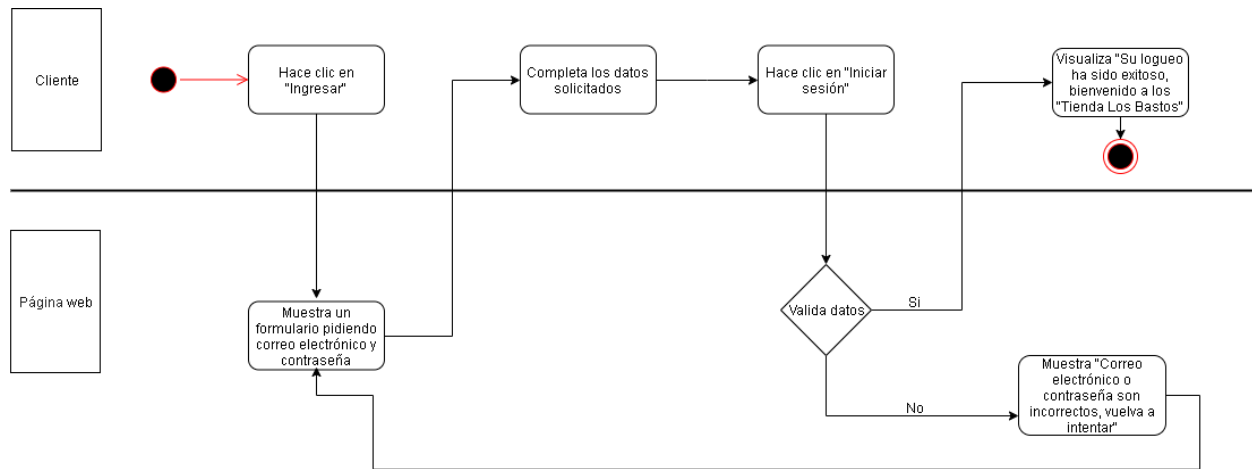 Cliente
Hace clic en
"Ingresar"
Completa los datos
solicitados
Hace clic en "Iniciar
sesión"
Visualiza "Su logueo
ha sido exitoso,
bienvenido a los
"Tienda Los Bastos"
Página web
Muestra un
formulario pidiendo
correo electrónico y
contraseña
Valida datos
Si
No
Muestra "Correo
electrónico o
contraseña son
incorrectos, vuelva a
intentar"